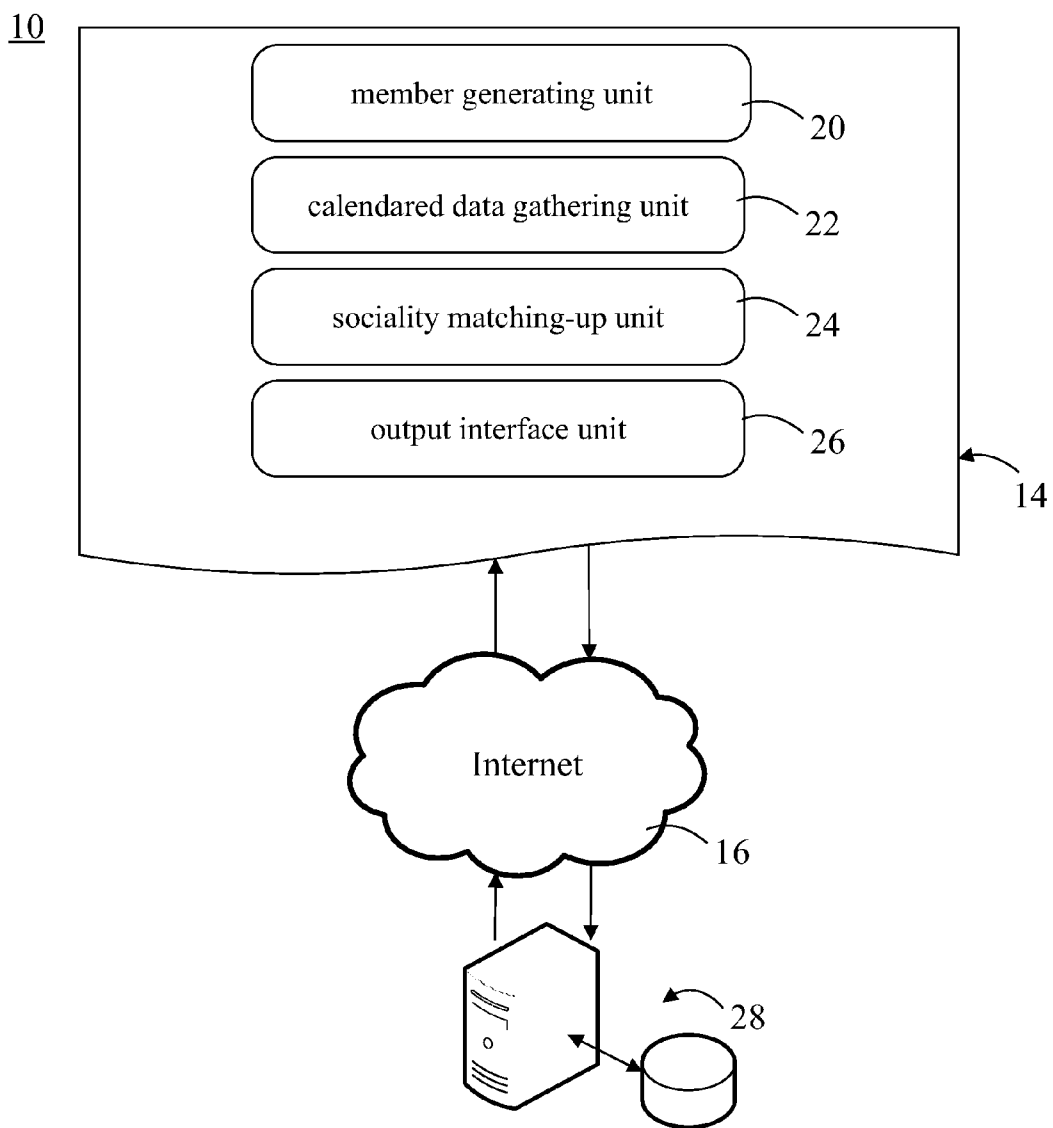 10
member generating unit
20
calendared data gathering unit
22
sociality matching-up unit
24
output interface unit
26
14
Internet
16
28